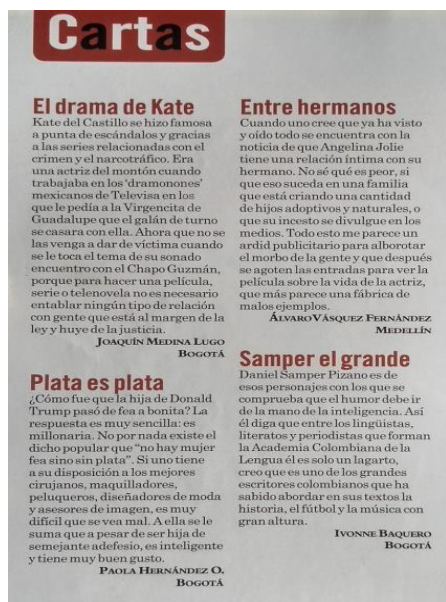 Cartas
El drama de Kate
Kate del Castillo se hizo famosa
a punta de escándalos y gracias
a las series relacionadas con el
crimen y el narcotráfico. Era
una actriz del montón cuando
trabajaba en los ‘dramonones’
mexicanos de Televisa en los
que le pedía a la Virgencita de
Guadalupe que el galán de turno
se casara con ella. Ahora que no se
las venga a dar de víctima cuando
se le toca el tema de su sonado
encuentro con el Chapo Guzmán,
porque para hacer una película,
serie o telenovela no es necesario
entablar ningún tipo de relación
con gente que está al margen de la
ley y huye de la justicia.
JOAQUÍN MEDINA LUGO
BOGOTÁ
Plata es plata
¿Cómo fue que la hija de Donald
Trump pasó de fea a bonita? La
respuesta es muy sencilla: es
millonaria. No por nada existe el
dicho popular que “no hay mujer
fea sino sin plata”. Si uno tiene
a su disposición a los mejores
cirujanos, maquilladores,
peluqueros, diseñadores de moda
y asesores de imagen, es muy
difícil que se vea mal. A ella se le
suma que a pesar de ser hija de
semejante adefesio, es inteligente
y tiene muy buen gusto.
PAOLA HERNÁNDEZ O.
BOGOTÁ
Entre hermanos
Cuando uno cree que ya ha visto
y oído todo se encuentra con la
noticia de que Angelina Jolie
tiene una relación íntima con su
hermano. No sé qué es peor, si
que eso suceda en una familia
que está criando una cantidad
de hijos adoptivos y naturales, o
que su incesto se divulgue en los
medios. Todo esto me parece un
ardid publicitario para alborotar
el morbo de la gente y que después
se agoten las entradas para ver la
película sobre la vida de la actriz,
que más parece una fábrica de
malos ejemplos.
ÁLVARO VÁSQUEZ FERNÁNDEZ
MEDELLÍN
Samper el grande
Daniel Samper Pizano es de
esos personajes con los que se
comprueba que el humor debe ir
de la mano de la inteligencia. Así
él diga que entre los lingüistas,
literatos y periodistas que forman
la Academia Colombiana de la
Lengua él es solo un lagarto,
creo que es uno de los grandes
escritores colombianos que ha
sabido abordar en sus textos la
historia, el fútbol y la música con
gran altura.
IVONNE BAQUERO
BOGOTÁ